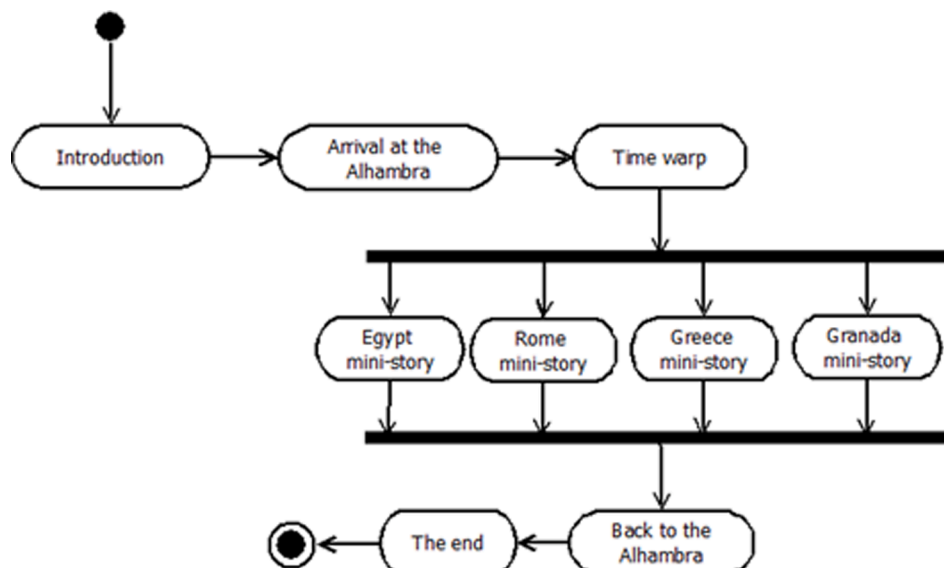 Introduction
Arrival at the
Alhambra
Time warp
Egypt
mini-story
Rome
mini-story
Greece
mini-story
Granada
mini-story
The end
Back to the
Alhambra